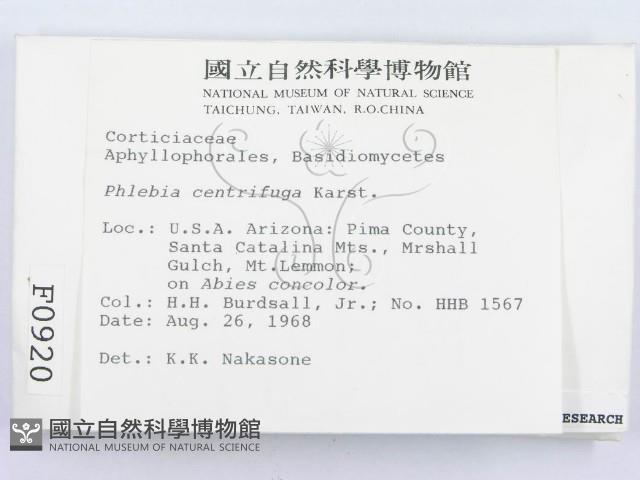 國立自然科學博物館
NATIONAL MUSEUM OF NATURAL SCIENCE
TAICHUNG, TAIWAN, R.O.CHINA
Corticiaceae
Aphyllophorales, Basidiomycetes
Phlebia centrifuga Karst.
Loc.: U.S.A. Arizona: Pima County,
Santa Catalina Mts., Mrshall
Gulch, Mt.Lemmon;
on Abies concolor.
Col.: H.H. Burdsall, Jr.; No. HHB 1567
Date: Aug. 26, 1968
Det.: K.K. Nakasone
F0920
ESEARCH
國立自然科學博物館
NATIONAL MUSEUM OF NATURAL SCIENCE